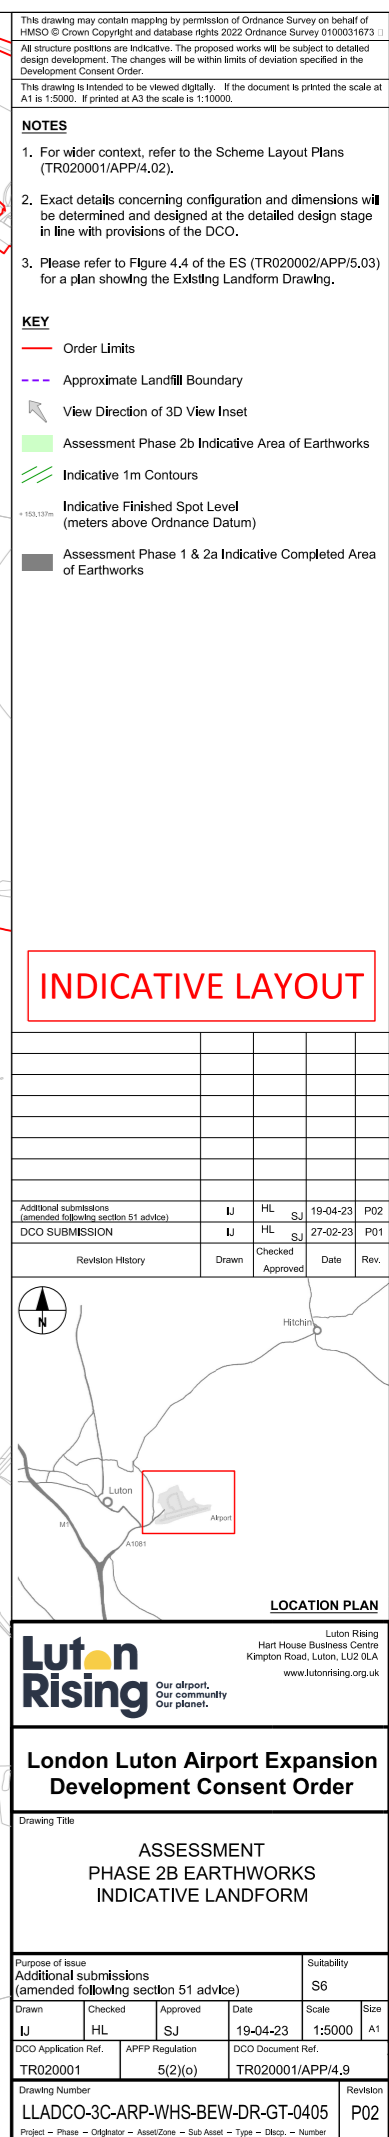 This drawing may contain mapping by permission of Ordnance Survey on behalf of
HMSO © Crown Copyright and database rights 2022 Ordnance Survey 0100031673
All structure positions are indicative. The proposed works will be subject to detailed
design development. The changes will be within limits of deviation specified in the
Development Consent Order.
This drawing is intended to be viewed digitally. If the document is printed the scale at
A1 is 1:5000. If printed at A3 the scale is 1:10000.
NOTES
1. For wider context, refer to the Scheme Layout Plans
(TR020001/APP/4.02).
2. Exact details concerning configuration and dimensions will
be determined and designed at the detailed design stage
in line with provisions of the DCO.
3. Please refer to Figure 4.4 of the ES (TR020002/APP/5.03)
for a plan showing the Existing Landform Drawing.
KEY
Order Limits
Approximate Landfill Boundary
View Direction of 3D View Inset
Assessment Phase 2b Indicative Area of Earthworks
Indicative 1m Contours
+ 153.137m Indicative Finished Spot Level
(meters above Ordnance Datum)
Assessment Phase 1 & 2a Indicative Completed Area
of Earthworks
INDICATIVE LAYOUT
Additional submissions
(amended following section 51 advice) IJ HL SJ 19-04-23 P02
DCO SUBMISSION IJ HL SJ 27-02-23 P01
Revision History Drawn Checked Approved Date Rev.
N
Hitchin
Luton
Airport
M1
A1081
LOCATION PLAN
Luton Rising
Our airport.
Our community
Our planet.
Luton Rising
Hart House Business Centre
Kimpton Road, Luton, LU2 0LA
www.lutonrising.org.uk
London Luton Airport Expansion
Development Consent Order
Drawing Title
ASSESSMENT
PHASE 2B EARTHWORKS
INDICATIVE LANDFORM
Purpose of issue Suitability
Additional submissions
(amended following section 51 advice) S6
Drawn Checked Approved Date Scale Size
IJ HL SJ 19-04-23 1:5000 A1
DCO Application Ref. APFP Regulation DCO Document Ref.
TR020001 5(2)(o) TR020001/APP/4.9
Drawing Number Revision
LLADCO-3C-ARP-WHS-BEW-DR-GT-0405 P02
Project – Phase – Originator – Asset/Zone – Sub Asset – Type – Discp. – Number